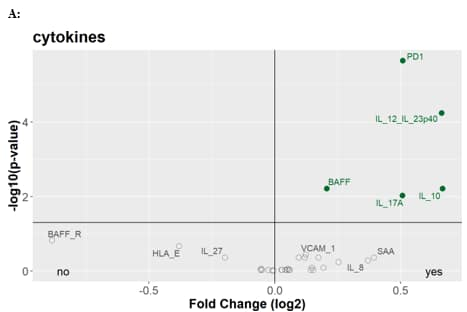 A:
cytokines
PD1
IL_12_IL_23p40
BAFF
IL_17A
IL_10
BAFF_R
HLA_E
IL_27
VCAM_1
IL_8
SAA
no
yes
4
2
0
-0.5
0.0
0.5
-log10(p-value)
Fold Change (log2)